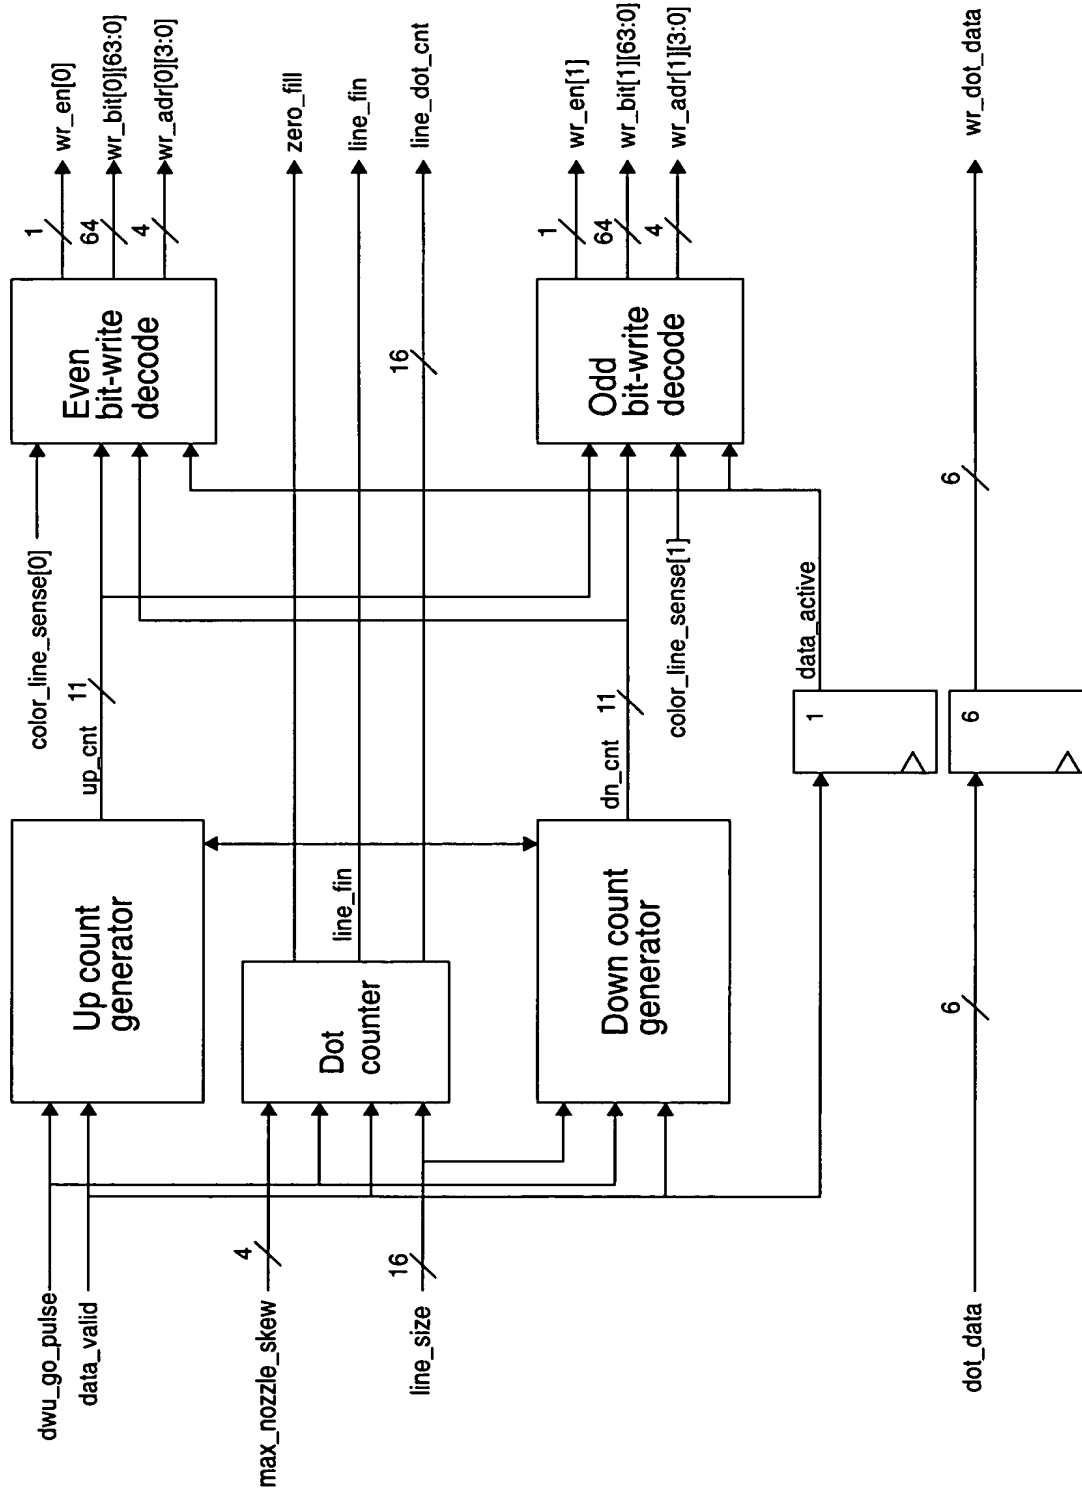 dwu_go_pulse
data_valid
max_nozzle_skew
4
line_size
16
dot_data
6
Up count
generator
Dot
counter
Down count
generator
line_fin
up_cnt
11
dn_cnt
11
color_line_sense[0]
color_line_sense[1]
1
6
data_active
6
Even
bit-write
decode
Odd
bit-write
decode
16
1
64
4
wr_en[0]
wr_bit[0][63:0]
wr_adr[0][3:0]
zero_fill
line_fin
line_dot_cnt
1
64
4
wr_en[1]
wr_bit[1][63:0]
wr_adr[1][3:0]
wr_dot_data